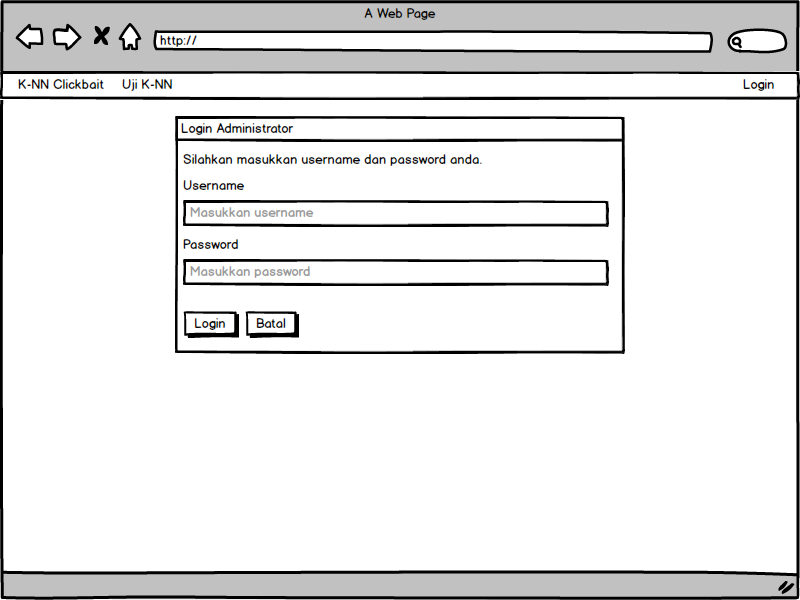 A Web Page
http://
K-NN Clickbait Uji K-NN Login
Login Administrator
Silahkan masukkan username dan password anda.
Username
Masukkan username
Password
Masukkan password
Login Batal